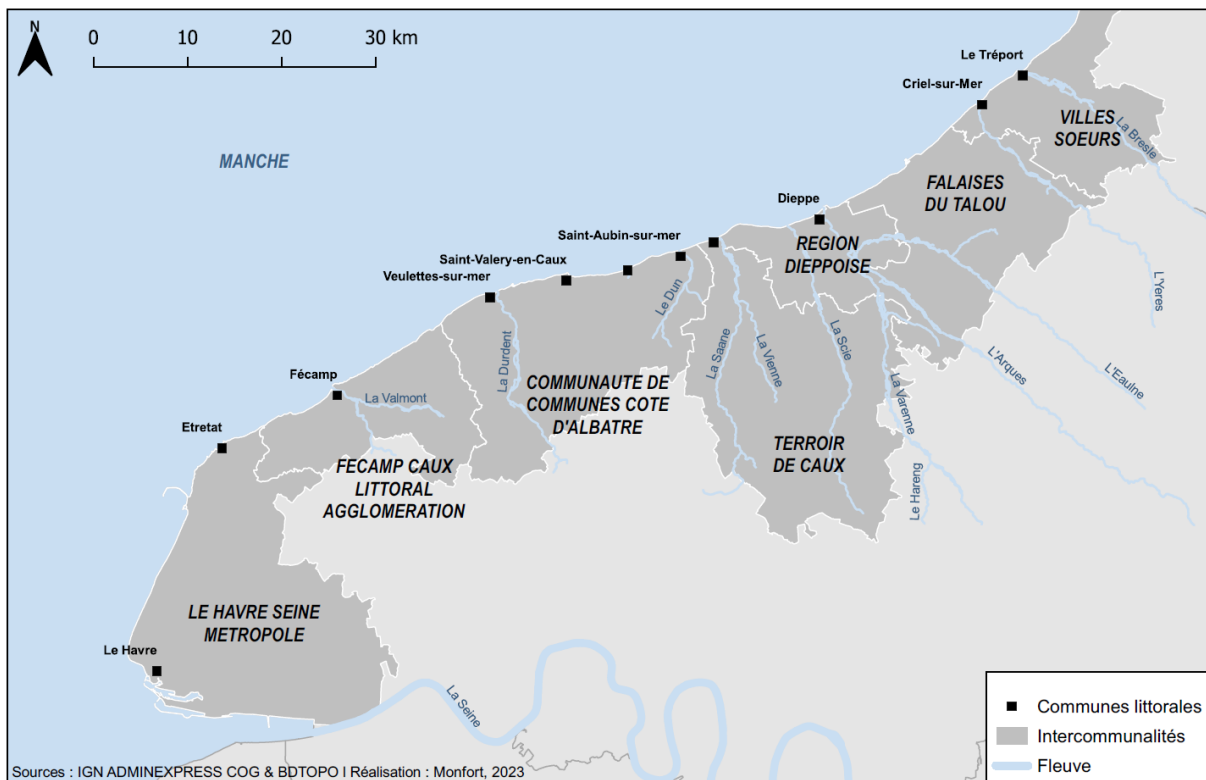 N
0 10 20 30 km
MANCHE
Le Tréport
Criel-sur-Mer
VILLES
SOEURS
La Bresle
FALAISES
DU TALOU
Dieppe
REGION
DIEPPOISE
Saint-Aubin-sur-mer
Saint-Valery-en-Caux
Veulettes-sur-mer
Le Dun
La Saane
La Vienne
La Scie
La Varenne
L'Arques
L'Eaulne
L'Yeres
La Durdent
Fécamp
La Valmont
COMMUNAUTE DE
COMMUNES COTE
D'ALBATRE
Etretat
TERROIR
DE CAUX
Le Hareng
FECAMP CAUX
LITTORAL
AGGLOMERATION
LE HAVRE SEINE
METROPOLE
Le Havre
La Seine
Communes littorales
Intercommunalités
Fleuve
Sources : IGN ADMINEXPRESS COG & BDTOPO I Réalisation : Monfort, 2023